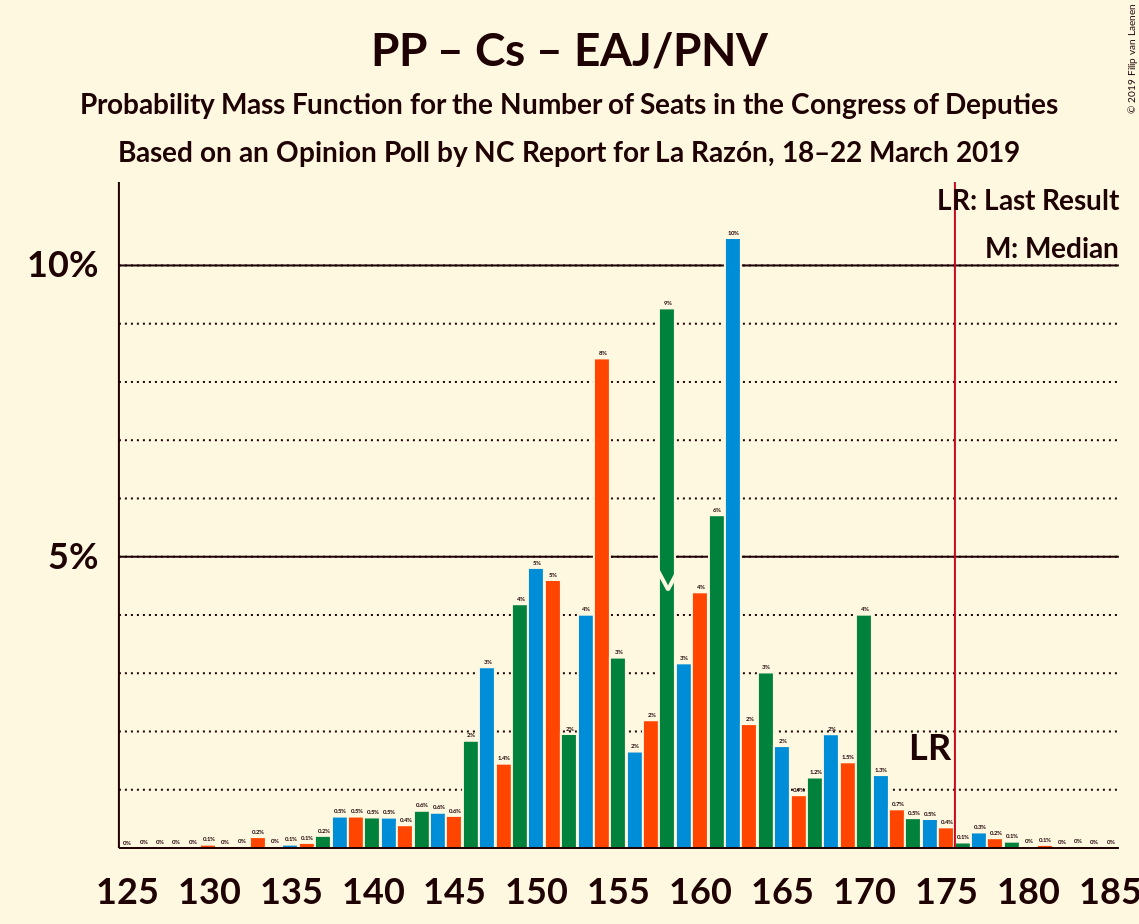 PP – Cs – EAJ/PNV
Probability Mass Function for the Number of Seats in the Congress of Deputies
Based on an Opinion Poll by NC Report for La Razón, 18–22 March 2019
© 2019 Filip van Laenen
LR: Last Result
M: Median
10%
5%
0% 0% 0% 0% 0% 0.1% 0% 0% 0.2% 0% 0.1% 0.1% 0.2% 0.5% 0.5% 0.5% 0.5% 0.4% 0.6% 0.6% 0.6% 2% 3% 1.4% 4% 5% 5% 2% 4% 8% 3% 2% 2% 9% 3% 4% 6% 10% 2% 3% 2% 0.9% 1.2% 2% 1.5% 4% 1.3% 0.7% 0.5% 0.5% 0.4% 0.1% 0.3% 0.2% 0.1% 0% 0.1% 0% 0% 0% 0%
LR
125 130 135 140 145 150 155 160 165 170 175 180 185